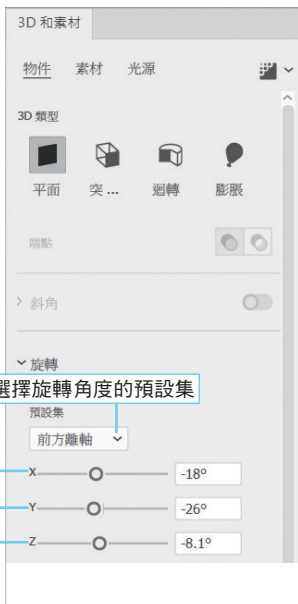 3D 和素材
物件 素材 光源
3D 類型
平面 突 ... 迴轉 膨脹
端點
斜角
旋轉
選擇旋轉角度的預設集
預設集
前方離軸
X -18°
Y -26°
Z -8.1°